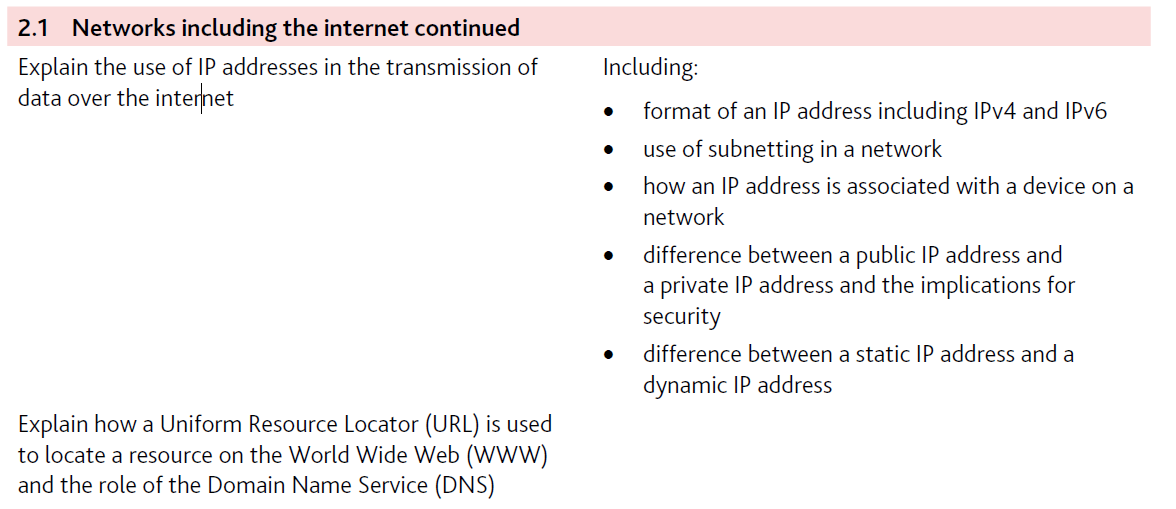 2.1 Networks including the internet continued
Explain the use of IP addresses in the transmission of
data over the internet
Including:
• format of an IP address including IPv4 and IPv6
• use of subnetting in a network
• how an IP address is associated with a device on a
network
• difference between a public IP address and
a private IP address and the implications for
security
• difference between a static IP address and a
dynamic IP address
Explain how a Uniform Resource Locator (URL) is used
to locate a resource on the World Wide Web (WWW)
and the role of the Domain Name Service (DNS)